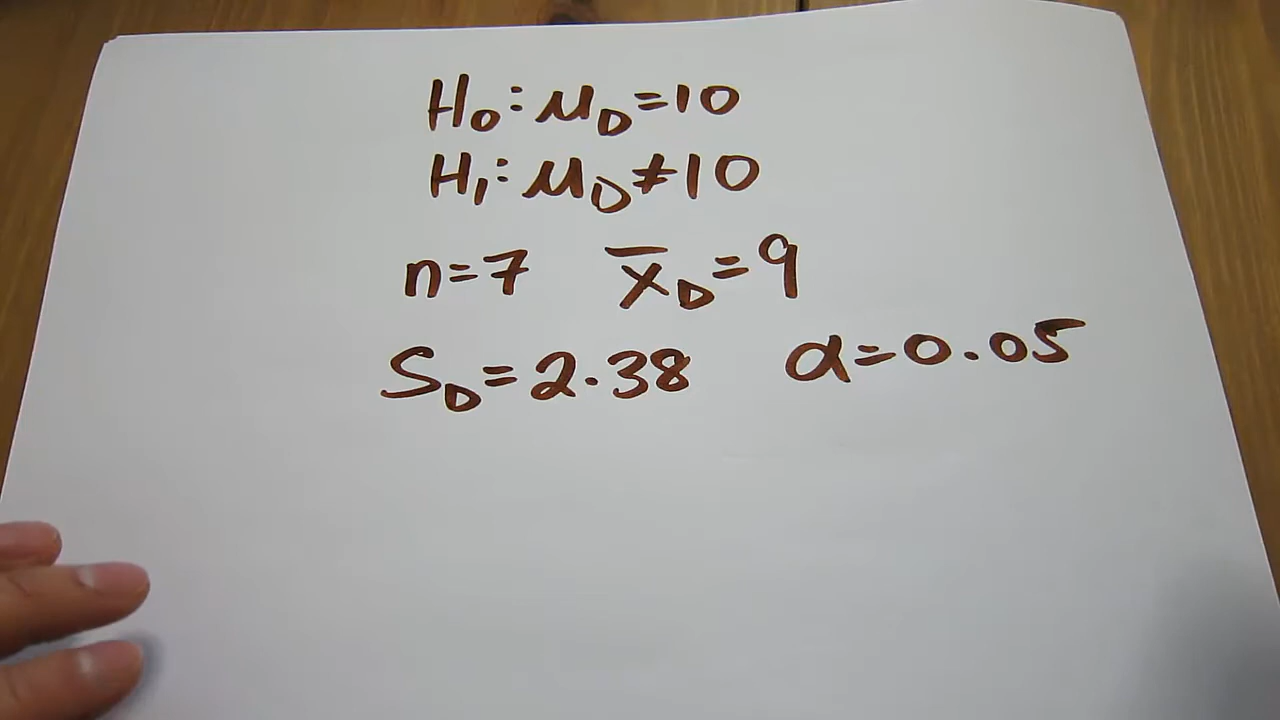 H₀: μ_D = 10
H₁: μ_D ≠ 10
n=7 x̄_D = 9
S_D = 2.38 α = 0.05